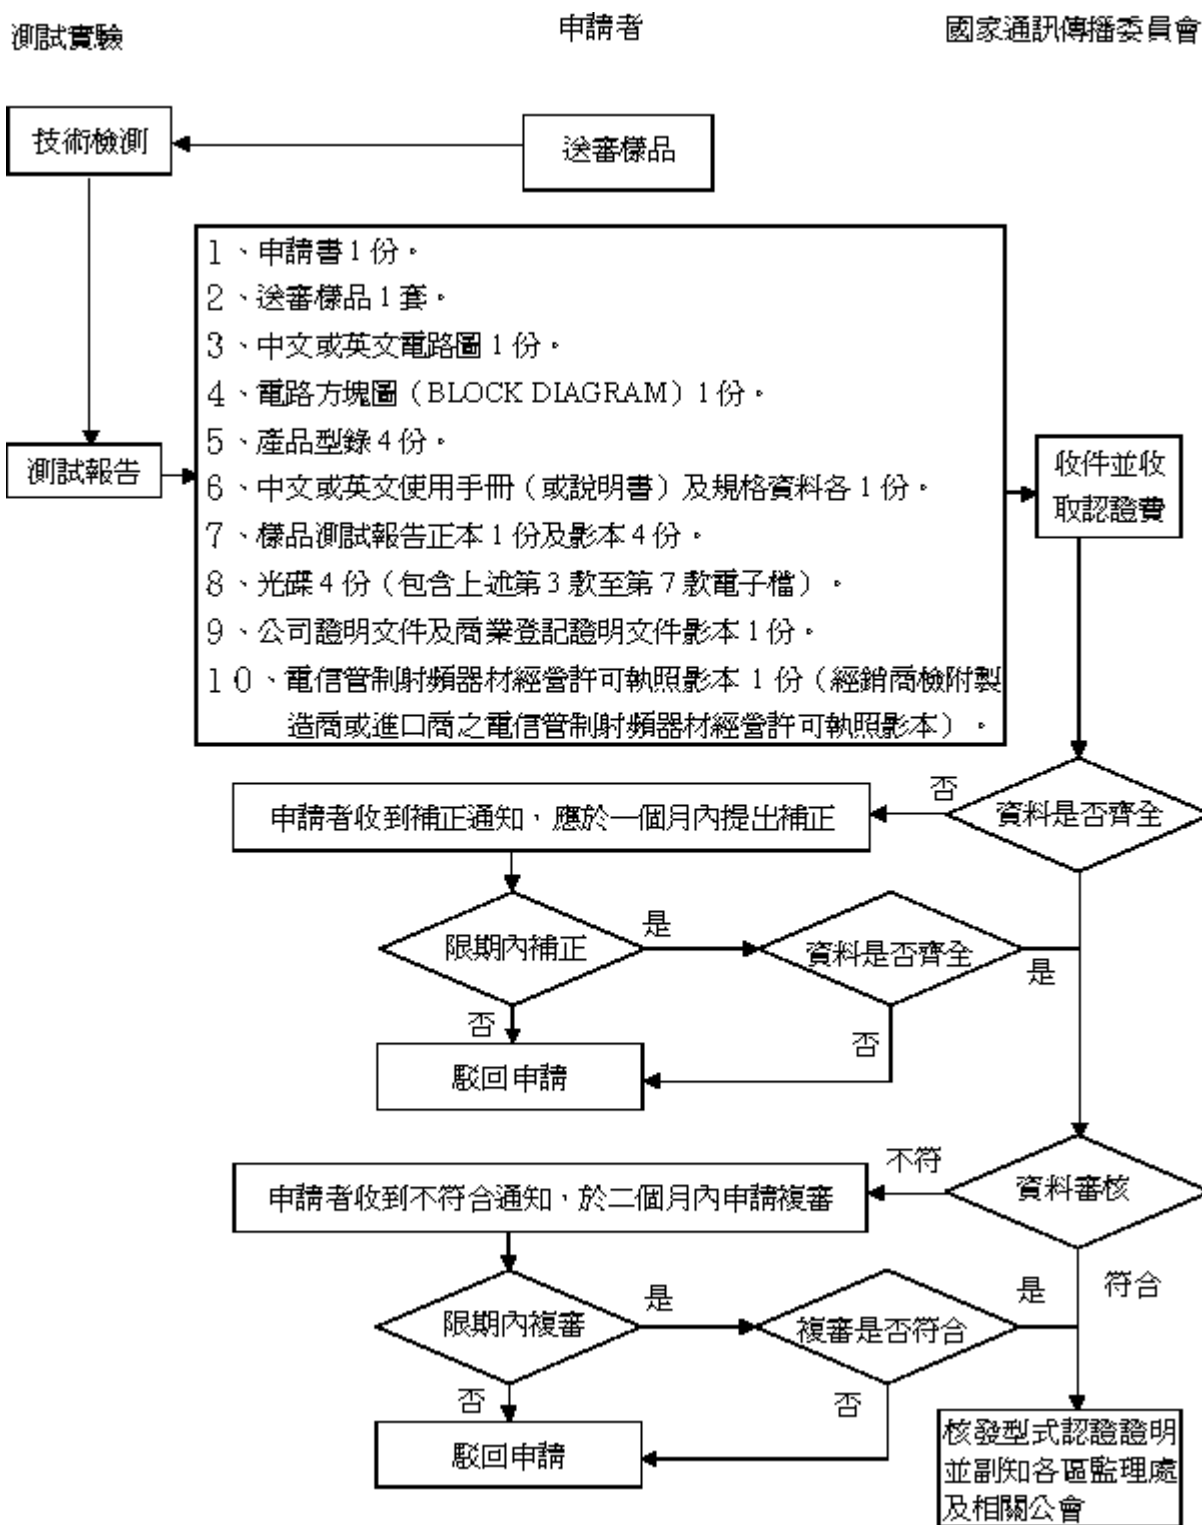 測試實驗
申請者
國家通訊傳播委員會
技術檢測
送審樣品
1、申請書1份。
2、送審樣品1套。
3、中文或英文電路圖1份。
4、電路方塊圖（BLOCK DIAGRAM）1份。
5、產品型錄4份。
6、中文或英文使用手冊（或說明書）及規格資料各1份。
7、樣品測試報告正本1份及影本4份。
8、光碟4份（包含上述第3款至第7款電子檔）。
9、公司證明文件及商業登記證明文件影本1份。
10、電信管制射頻器材經營許可執照影本1份（經銷商檢附製
造商或進口商之電信管制射頻器材經營許可執照影本）。
測試報告
收件並收
取認證費
否
資料是否齊全
申請者收到補正通知，應於一個月內提出補正
限期內補正
是
資料是否齊全
是
否
否
駁回申請
不符
資料審核
申請者收到不符合通知，於二個月內申請複審
符合
限期內複審
是
複審是否符合
是
否
否
駁回申請
核發型式認證證明
並副知各區監理處
及相關公會